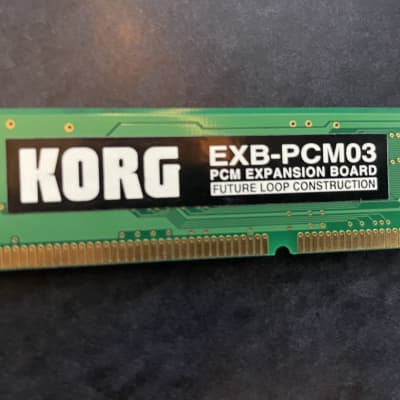 KORG
EXB-PCM03
PCM EXPANSION BOARD
FUTURE LOOP CONSTRUCTION